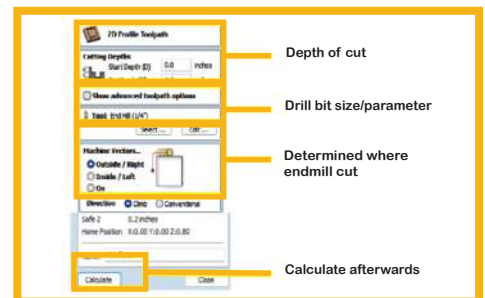 2D Profile Toolpath
Cutting Depths
Start Depth (D) 0.0 inches
Depth of cut
Show advanced toolpath options
Drill bit size/parameter
Tool: End Mill (1/4")
Select ... Edit ...
Machine Vectors...
Outside / Right
Inside / Left
On
Determined where
endmill cut
Direction Climb Conventional
Safe Z 0.2 inches
Home Position X:0.00 Y:0.00 Z:0.80
Calculate Close
Calculate afterwards